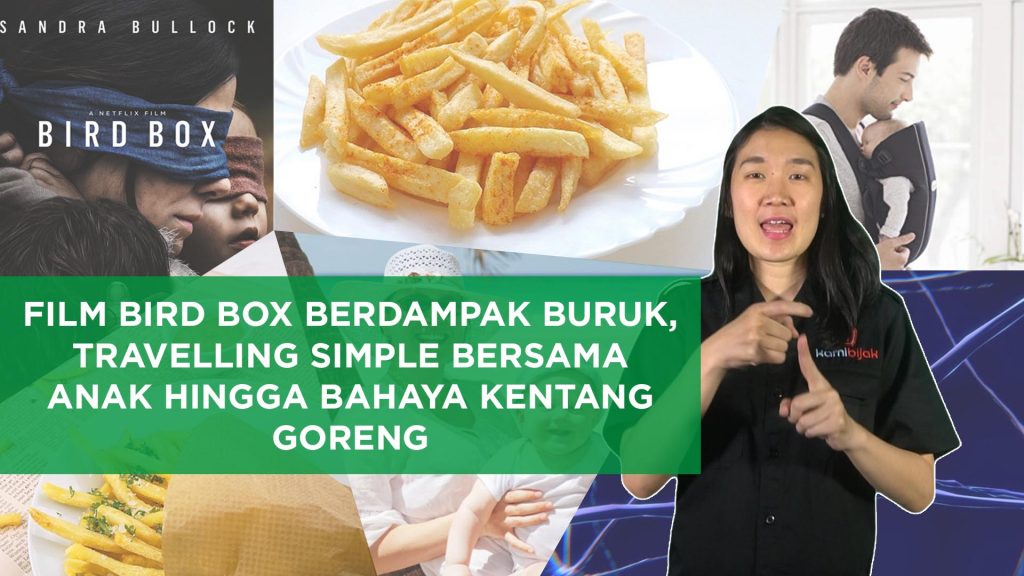 SANDRA BULLOCK
A NETFLIX FILM
BIRD BOX
FILM BIRD BOX BERDAMPAK BURUK,
TRAVELLING SIMPLE BERSAMA
ANAK HINGGA BAHAYA KENTANG
GORENG
kamibijak